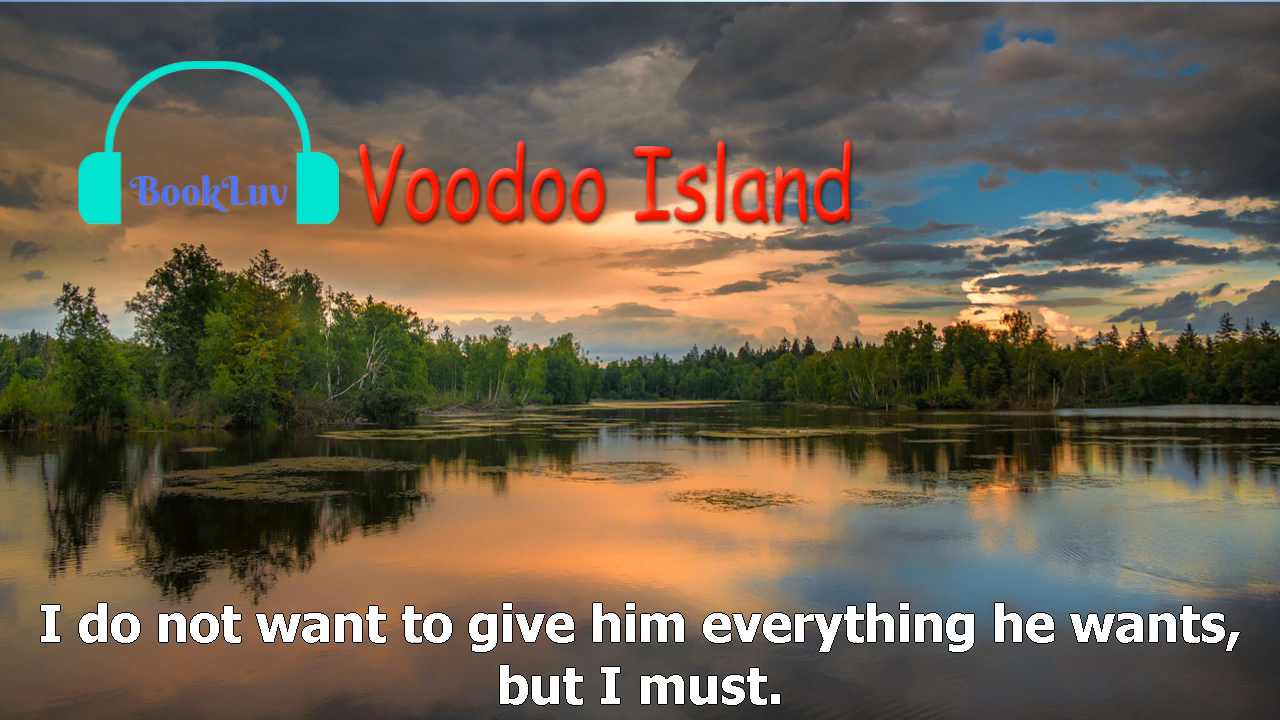 BookLuv
Voodoo Island
I do not want to give him everything he wants,
but I must.